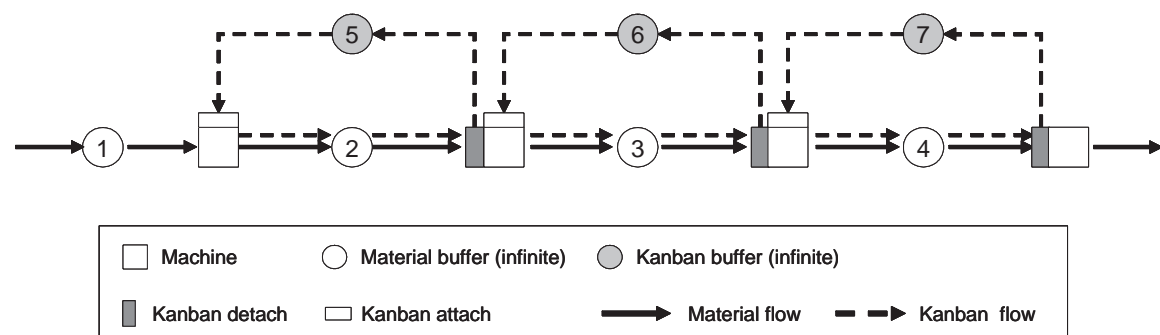 5 6 7
1 2 3 4
Machine Material buffer (infinite) Kanban buffer (infinite)
Kanban detach Kanban attach Material flow Kanban flow